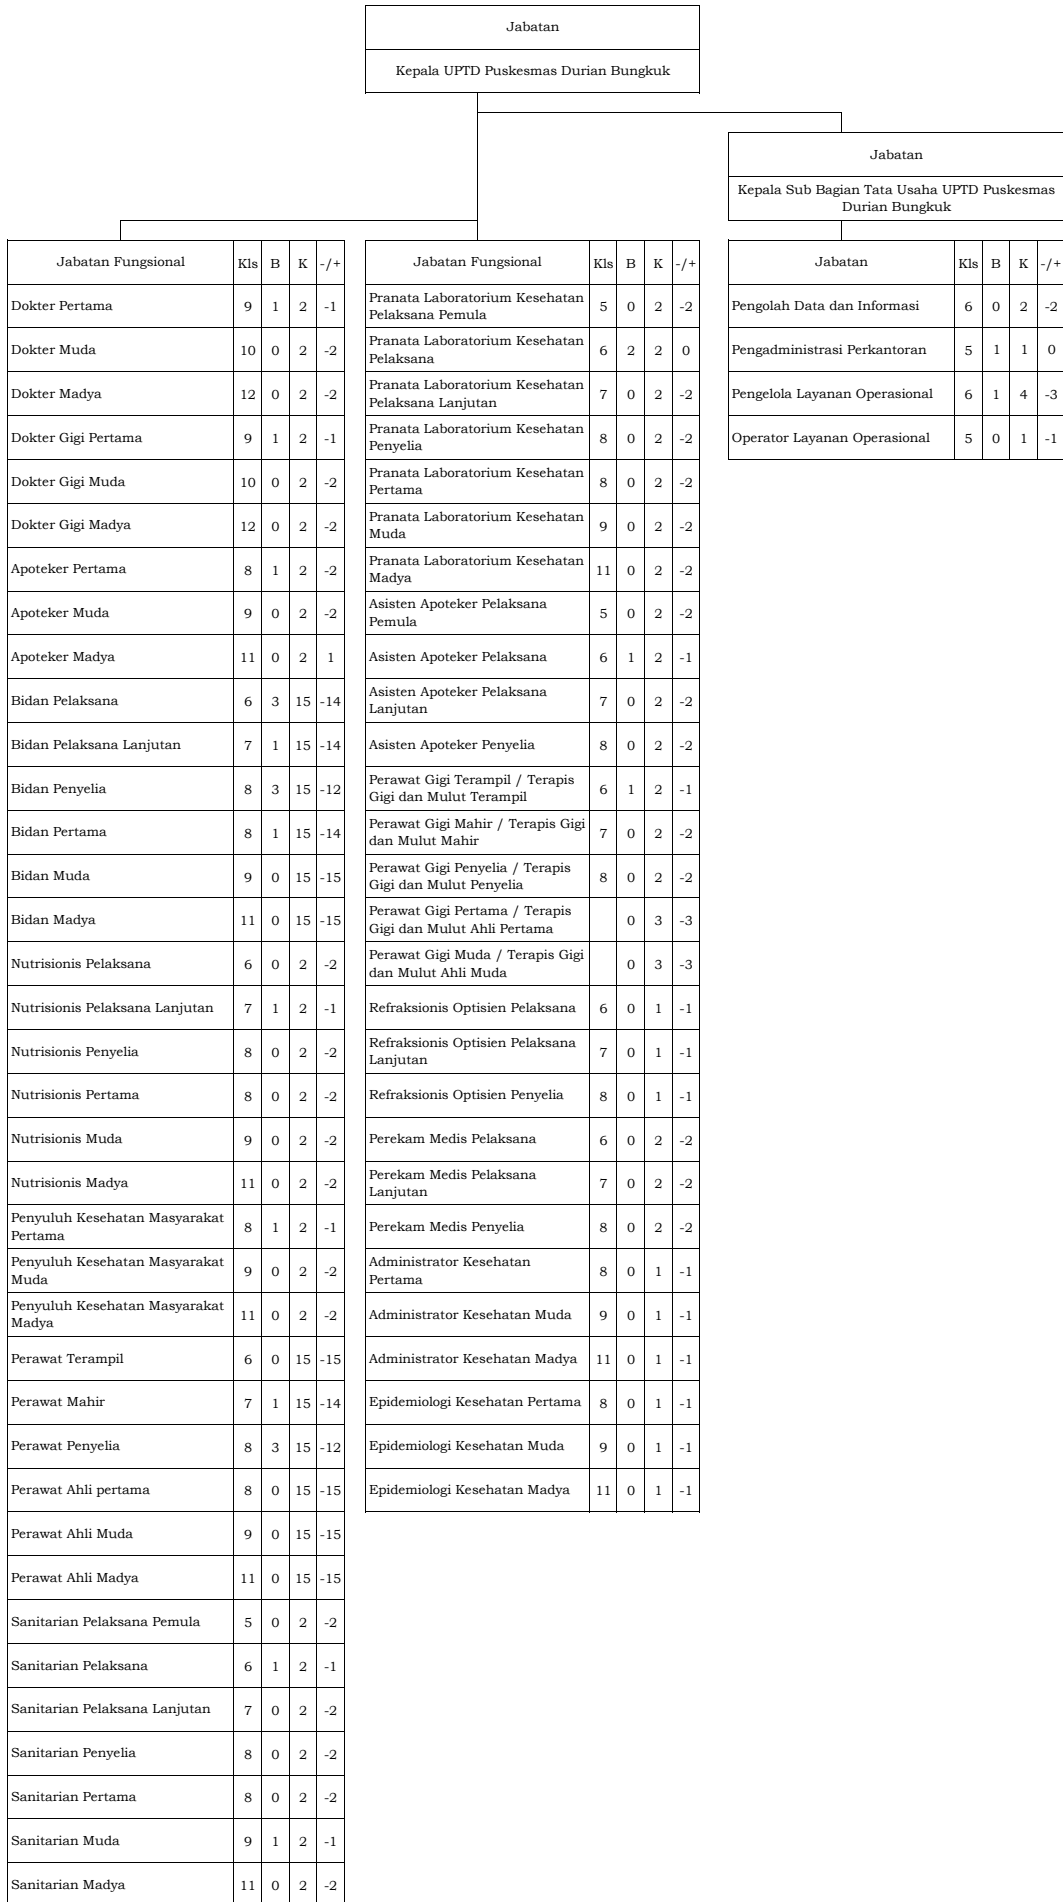 Jabatan
Kepala UPTD Puskesmas Durian Bungkuk
Jabatan
Kepala Sub Bagian Tata Usaha UPTD Puskesmas
Durian Bungkuk
Jabatan Fungsional Kls B K -/+
Dokter Pertama 9 1 2 -1
Dokter Muda 10 0 2 -2
Dokter Madya 12 0 2 -2
Dokter Gigi Pertama 9 1 2 -1
Dokter Gigi Muda 10 0 2 -2
Dokter Gigi Madya 12 0 2 -2
Apoteker Pertama 8 1 2 -2
Apoteker Muda 9 0 2 -2
Apoteker Madya 11 0 2 1
Bidan Pelaksana 6 3 15 -14
Bidan Pelaksana Lanjutan 7 1 15 -14
Bidan Penyelia 8 3 15 -12
Bidan Pertama 8 1 15 -14
Bidan Muda 9 0 15 -15
Bidan Madya 11 0 15 -15
Nutrisionis Pelaksana 6 0 2 -2
Nutrisionis Pelaksana Lanjutan 7 1 2 -1
Nutrisionis Penyelia 8 0 2 -2
Nutrisionis Pertama 8 0 2 -2
Nutrisionis Muda 9 0 2 -2
Nutrisionis Madya 11 0 2 -2
Penyuluh Kesehatan Masyarakat
Pertama 8 1 2 -1
Penyuluh Kesehatan Masyarakat
Muda 9 0 2 -2
Penyuluh Kesehatan Masyarakat
Madya 11 0 2 -2
Perawat Terampil 6 0 15 -15
Perawat Mahir 7 1 15 -14
Perawat Penyelia 8 3 15 -12
Perawat Ahli pertama 8 0 15 -15
Perawat Ahli Muda 9 0 15 -15
Perawat Ahli Madya 11 0 15 -15
Sanitarian Pelaksana Pemula 5 0 2 -2
Sanitarian Pelaksana 6 1 2 -1
Sanitarian Pelaksana Lanjutan 7 0 2 -2
Sanitarian Penyelia 8 0 2 -2
Sanitarian Pertama 8 0 2 -2
Sanitarian Muda 9 1 2 -1
Sanitarian Madya 11 0 2 -2
Jabatan Fungsional Kls B K -/+
Pranata Laboratorium Kesehatan
Pelaksana Pemula 5 0 2 -2
Pranata Laboratorium Kesehatan
Pelaksana 6 2 2 0
Pranata Laboratorium Kesehatan
Pelaksana Lanjutan 7 0 2 -2
Pranata Laboratorium Kesehatan
Penyelia 8 0 2 -2
Pranata Laboratorium Kesehatan
Pertama 8 0 2 -2
Pranata Laboratorium Kesehatan
Muda 9 0 2 -2
Pranata Laboratorium Kesehatan
Madya 11 0 2 -2
Asisten Apoteker Pelaksana
Pemula 5 0 2 -2
Asisten Apoteker Pelaksana 6 1 2 -1
Asisten Apoteker Pelaksana
Lanjutan 7 0 2 -2
Asisten Apoteker Penyelia 8 0 2 -2
Perawat Gigi Terampil / Terapis
Gigi dan Mulut Terampil 6 1 2 -1
Perawat Gigi Mahir / Terapis Gigi
dan Mulut Mahir 7 0 2 -2
Perawat Gigi Penyelia / Terapis
Gigi dan Mulut Penyelia 8 0 2 -2
Perawat Gigi Pertama / Terapis
Gigi dan Mulut Ahli Pertama 0 3 -3
Perawat Gigi Muda / Terapis Gigi
dan Mulut Ahli Muda 0 3 -3
Refraksionis Optisien Pelaksana 6 0 1 -1
Refraksionis Optisien Pelaksana
Lanjutan 7 0 1 -1
Refraksionis Optisien Penyelia 8 0 1 -1
Perekam Medis Pelaksana 6 0 2 -2
Perekam Medis Pelaksana
Lanjutan 7 0 2 -2
Perekam Medis Penyelia 8 0 2 -2
Administrator Kesehatan
Pertama 8 0 1 -1
Administrator Kesehatan Muda 9 0 1 -1
Administrator Kesehatan Madya 11 0 1 -1
Epidemiologi Kesehatan Pertama 8 0 1 -1
Epidemiologi Kesehatan Muda 9 0 1 -1
Epidemiologi Kesehatan Madya 11 0 1 -1
Jabatan Kls B K -/+
Pengolah Data dan Informasi 6 0 2 -2
Pengadministrasi Perkantoran 5 1 1 0
Pengelola Layanan Operasional 6 1 4 -3
Operator Layanan Operasional 5 0 1 -1